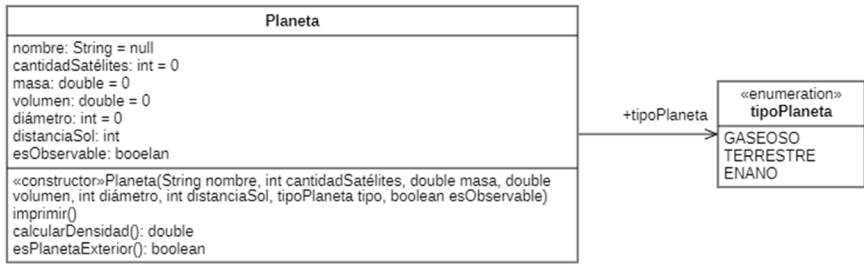 Planeta
nombre: String = null
cantidadSatélites: int = 0
masa: double = 0
volumen: double = 0
diámetro: int = 0
distanciaSol: int
esObservable: booelan
«constructor»Planeta(String nombre, int cantidadSatélites, double masa, double
volumen, int diámetro, int distanciaSol, tipoPlaneta tipo, boolean esObservable)
imprimir()
calcularDensidad(): double
esPlanetaExterior(): boolean
+tipoPlaneta
«enumeration»
tipoPlaneta
GASEOSO
TERRESTRE
ENANO